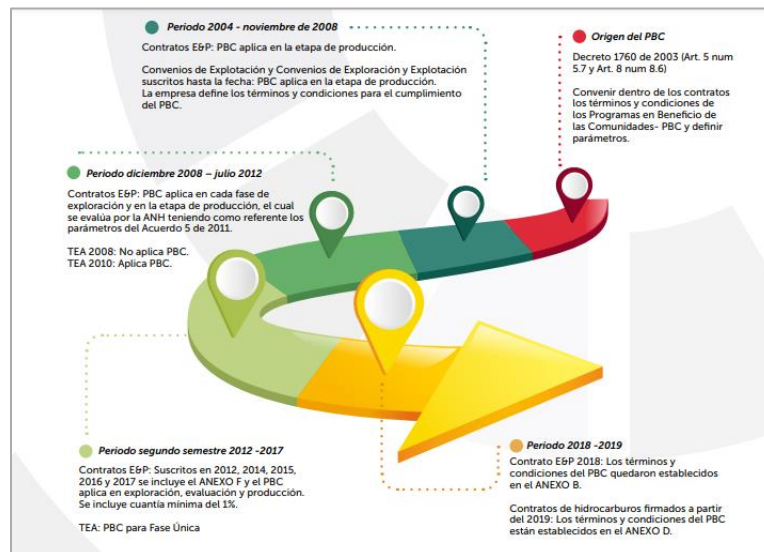 Periodo 2004 - noviembre de 2008
Contratos E&P: PBC aplica en la etapa de producción.
Convenios de Explotación y Convenios de Exploración y Explotación
suscritos hasta la fecha: PBC aplica en la etapa de producción.
La empresa define los términos y condiciones para el cumplimiento
del PBC.
Origen del PBC
Decreto 1760 de 2003 (Art. 5 num
5.7 y Art. 8 num 8.6)
Convenir dentro de los contratos
los términos y condiciones de
los Programas en Beneficio de
las Comunidades- PBC y definir
parámetros.
Periodo diciembre 2008 – julio 2012
Contratos E&P: PBC aplica en cada fase de
exploración y en la etapa de producción, el cual
se evalúa por la ANH teniendo como referente los
parámetros del Acuerdo 5 de 2011.
TEA 2008: No aplica PBC.
TEA 2010: Aplica PBC.
Periodo segundo semestre 2012 -2017
Contratos E&P: Suscritos en 2012, 2014, 2015,
2016 y 2017 se incluye el ANEXO F y el PBC
aplica en exploración, evaluación y producción.
Se incluye cuantía mínima del 1%.
TEA: PBC para Fase Única
Periodo 2018 -2019
Contrato E&P 2018: Los términos y
condiciones del PBC quedaron establecidos
en el ANEXO B.
Contratos de hidrocarburos firmados a partir
del 2019: Los términos y condiciones del PBC
están establecidos en el ANEXO D.